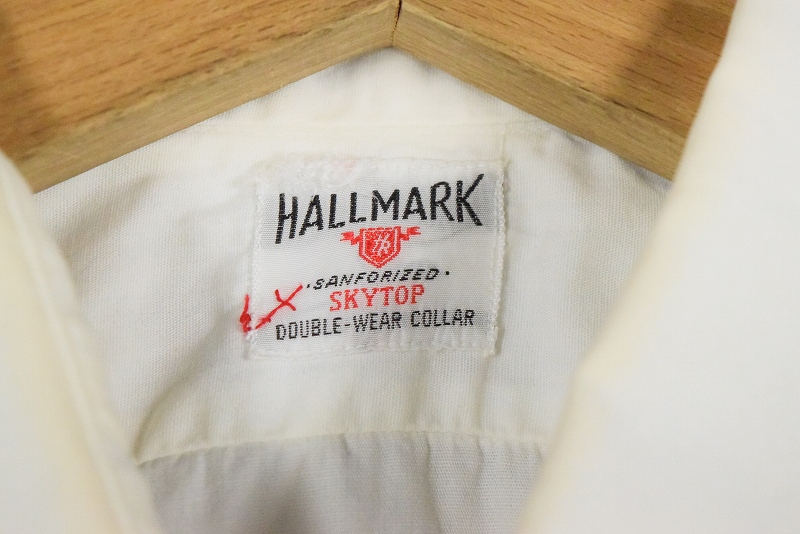 HALLMARK
·SANFORIZED·
SKYTOP
DOUBLE-WEAR COLLAR